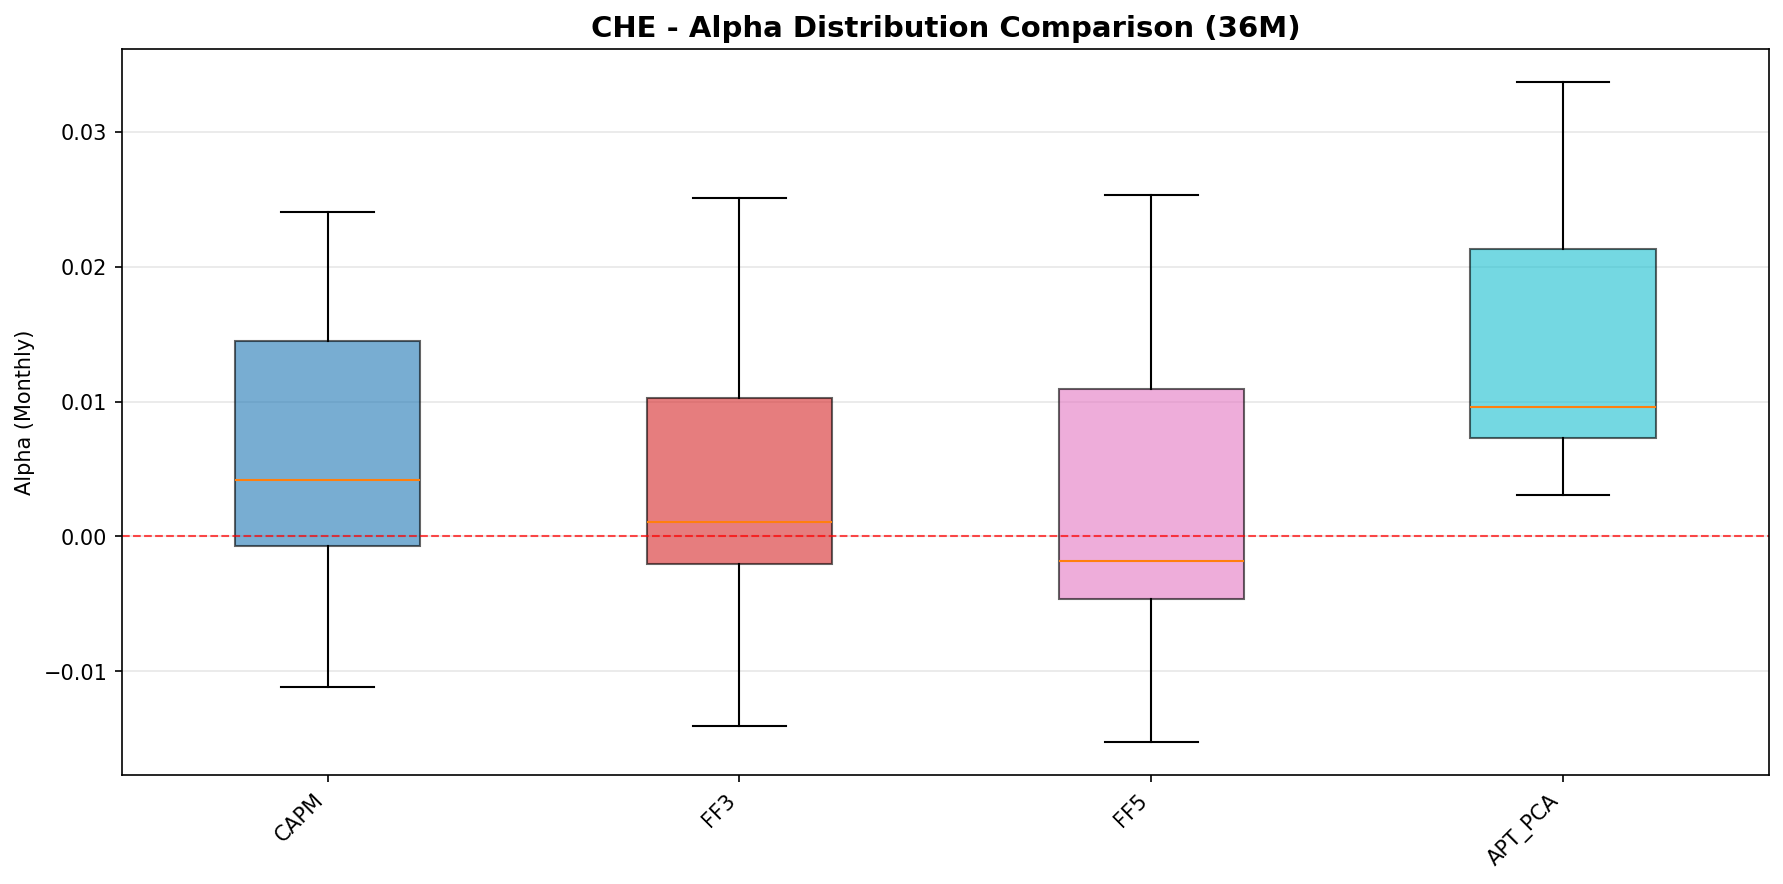 CHE - Alpha Distribution Comparison (36M)
Alpha (Monthly)
0.03
0.02
0.01
0.00
−0.01
CAPM
FF3
FF5
APT_PCA